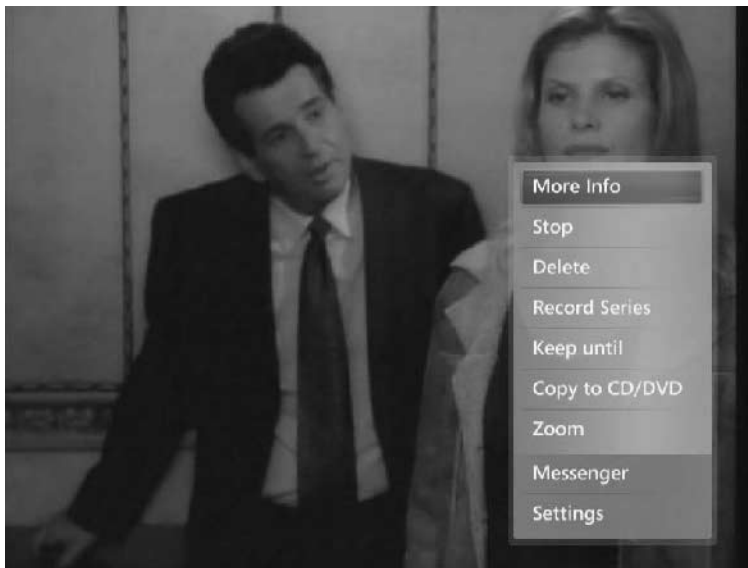 More Info
Stop
Delete
Record Series
Keep until
Copy to CD/DVD
Zoom
Messenger
Settings